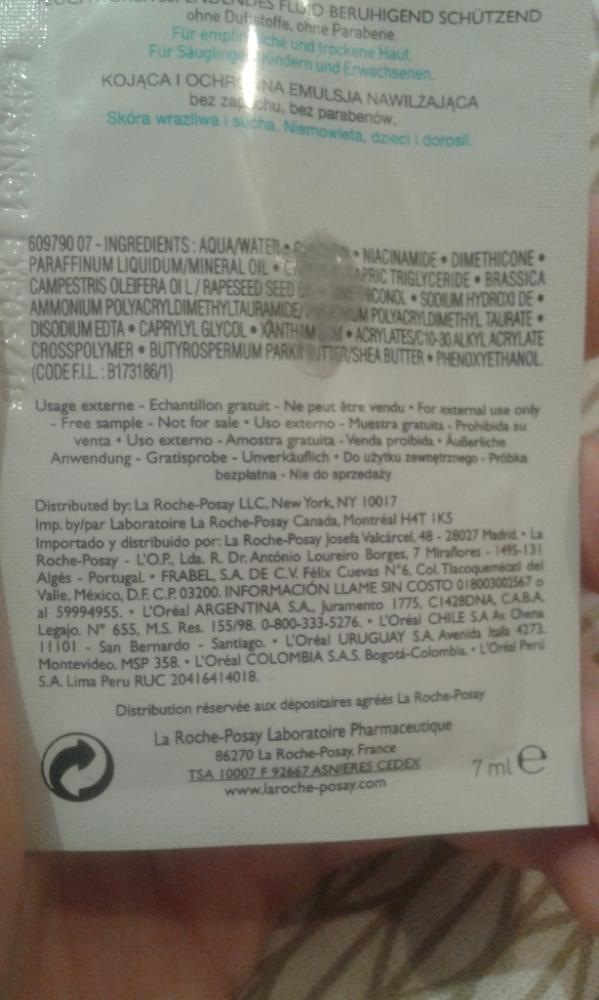 FLUID BERUHIGEND SCHÜTZEND
ohne Duftstoffe, ohne Parabene.
Für empfindliche und trockene Haut.
Für Säuglinge, Kindern und Erwachsenen.
KOJĄCA I OCHRONNA EMULSJA NAWILŻAJĄCA
bez zapachu, bez parabenów.
Skóra wrazliwa i sucha. Niemowleta, dzieci i dorosli.
609790 07 - INGREDIENTS : AQUA/WATER • • NIACINAMIDE • DIMETHICONE •
PARAFFINUM LIQUIDUM/MINERAL OIL • CAPRIC TRIGLYCERIDE • BRASSICA
CAMPESTRIS OLEIFERA OI L / RAPESEED SEED • SODIUM HYDROXI DE •
AMMONIUM POLYACRYLDIMETHYLTAURAMIDE/ POLYACRYLDIMETHYL TAURATE •
DISODIUM EDTA • CAPRYLYL GLYCOL • XANTHAM • ACRYLATES/C10-30 ALKYL ACRYLATE
CROSSPOLYMER • BUTYROSPERMUM PARKII BUTTER/SHEA BUTTER • PHENOXYETHANOL.
(CODE F.I.L. : B173186/1)
Usage externe - Echantillon gratuit - Ne peut être vendu • For external use only
- Free sample - Not for sale • Uso externo - Muestra gratuita - Prohibida su
venta • Uso externo - Amostra gratuita - Venda proibida • Äußerliche
Anwendung - Gratisprobe - Unverkäuflich • Do użytku zewnętrznego - Próbka
bezpłatna - Nie do sprzedaży
Distributed by: La Roche-Posay LLC, New York, NY 10017
Imp. by/par Laboratoire La Roche-Posay Canada, Montréal H4T 1K5
Importado y distribuido por: La Roche-Posay Josefa Valcárcel, 48 - 28027 Madrid. • La
Roche-Posay - L'O.P., Lda. R. Dr. António Loureiro Borges, 7 Miraflores - 1495-131
Algés - Portugal. • FRABEL, S.A. DE C.V. Félix Cuevas N°6, Col. Tlacoquemécatl del
Valle, México, D.F. C.P. 03200. INFORMACIÓN LLAME SIN COSTO 018003002567 o
al 59994955. • L'Oréal ARGENTINA S.A., Juramento 1775, C1428DNA, C.A.B.A.
Legajo. N° 655, M.S. Res. 155/98. 0-800-333-5276. • L'Oréal CHILE S.A Av. Chena
11101 - San Bernardo - Santiago. • L'Oréal URUGUAY S.A. Avenida Italia 4273.
Montevideo. MSP 358. • L'Oréal COLOMBIA S.A.S. Bogotá-Colombia. • L'Oréal Perú
S.A. Lima Peru RUC 20416414018.
Distribution réservée aux dépositaires agréés La Roche-Posay
La Roche-Posay Laboratoire Pharmaceutique
86270 La Roche-Posay, France
TSA 10007 F 92667 ASNIERES CEDEX
www.laroche-posay.com
7 ml e